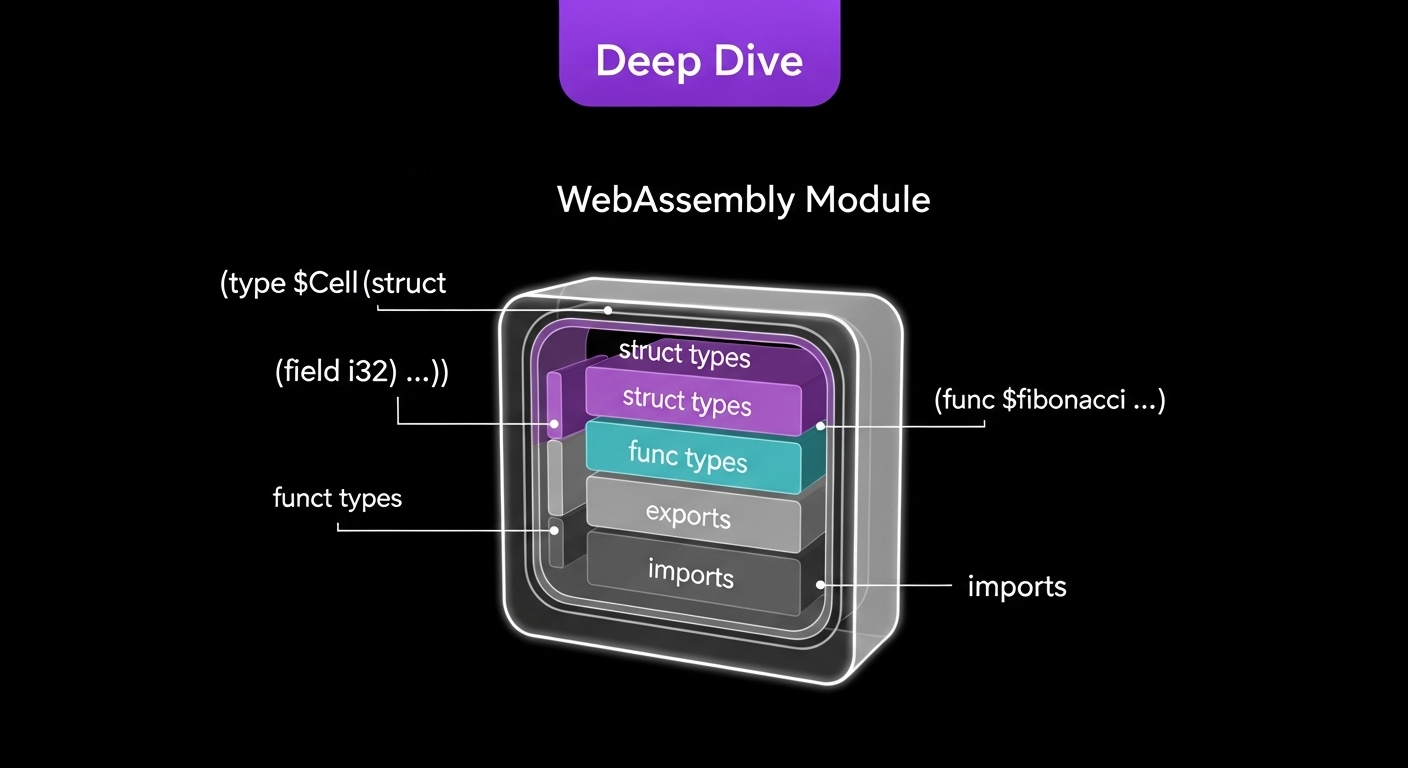 Deep Dive
WebAssembly Module
(type $Cell (struct
(field i32) ...))
funct types
struct types
struct types
func types
exports
imports
(func $fibonacci ...)
imports